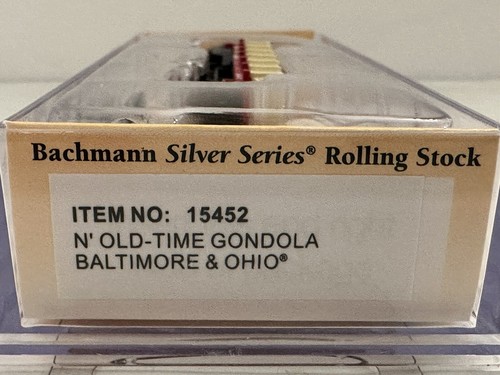 Bachmann Silver Series® Rolling Stock
ITEM NO: 15452
N' OLD-TIME GONDOLA
BALTIMORE & OHIO®